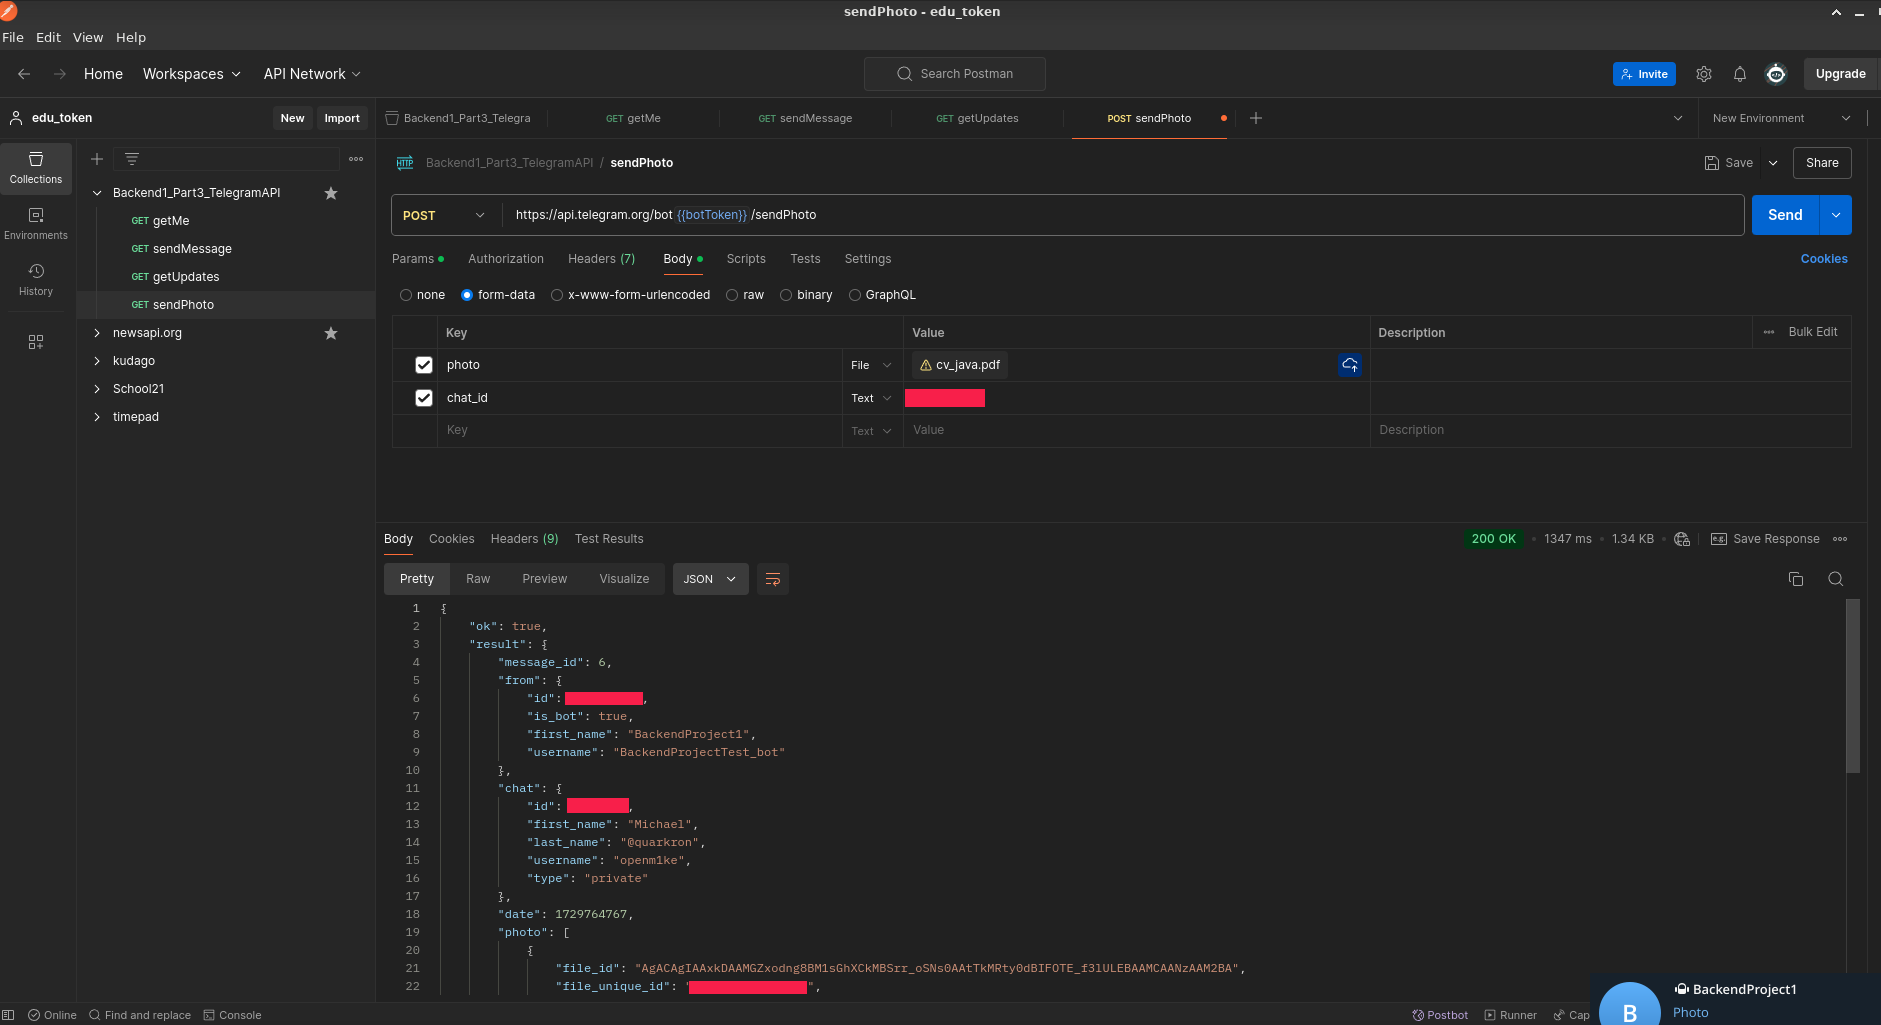 sendPhoto - edu_token
File Edit View Help
Home Workspaces API Network Search Postman Invite Upgrade
edu_token New Import
Backend1_Part3_Telegra GET getMe GET sendMessage GET getUpdates POST sendPhoto New Environment
Collections
Environments
History
Backend1_Part3_TelegramAPI
GET getMe
GET sendMessage
GET getUpdates
GET sendPhoto
newsapi.org
kudago
School21
timepad
HTTP Backend1_Part3_TelegramAPI / sendPhoto Save Share
POST https://api.telegram.org/bot{{botToken}}/sendPhoto Send
Params Authorization Headers (7) Body Scripts Tests Settings Cookies
none form-data x-www-form-urlencoded raw binary GraphQL
Key Value Description Bulk Edit
photo File cv_java.pdf
chat_id Text
Key Text Value Description
Body Cookies Headers (9) Test Results 200 OK 1347 ms 1.34 KB e.g. Save Response
Pretty Raw Preview Visualize JSON
1 {
2 "ok": true,
3 "result": {
4 "message_id": 6,
5 "from": {
6 "id": ,
7 "is_bot": true,
8 "first_name": "BackendProject1",
9 "username": "BackendProjectTest_bot"
10 },
11 "chat": {
12 "id": ,
13 "first_name": "Michael",
14 "last_name": "@quarkron",
15 "username": "openm1ke",
16 "type": "private"
17 },
18 "date": 1729764767,
19 "photo": [
20 {
21 "file_id": "AgACAgIAAxkDAAMGZxodng8BM1sGhXCkMBSrr_oSNs0AAtTkMRty0dBIFOTE_f3lULEBAAMCAANzAAM2BA",
22 "file_unique_id": "",
Online Find and replace Console Postbot Runner Cap
B BackendProject1
Photo